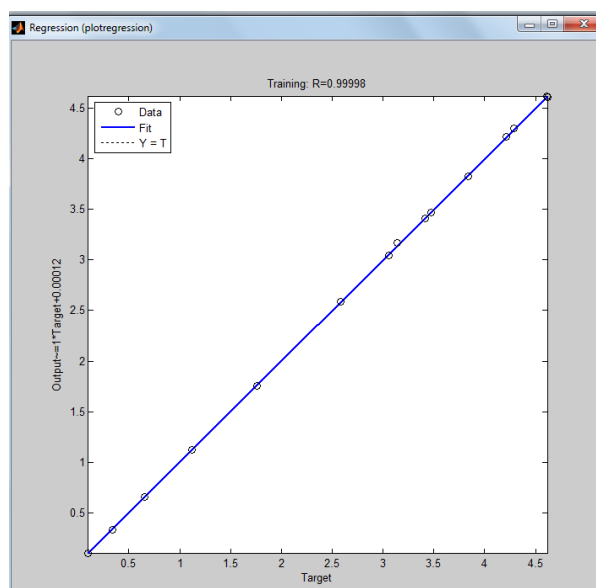 Regression (plotregression)
Training: R=0.99998
Data
Fit
Y = T
Output~=1*Target+0.00012
4.5
4
3.5
3
2.5
2
1.5
1
0.5
0.5
1
1.5
2
2.5
3
3.5
4
4.5
Target